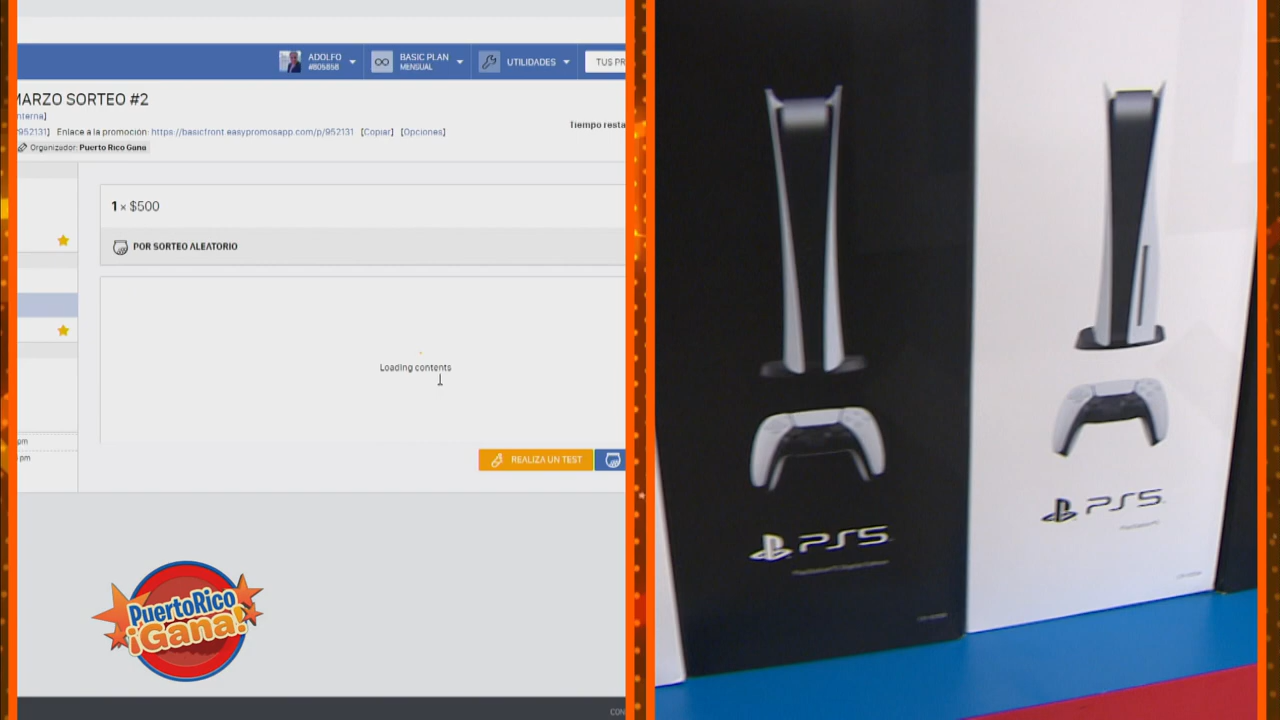 ADOLFO
#805858
BASIC PLAN
MENSUAL
UTILIDADES
TUS PR
MARZO SORTEO #2
nterna]
952131] Enlace a la promocion: https://basicfront.easypromosapp.com/p/952131 [Copiar] [Opciones]
Tiempo resta
Organizador: Puerto Rico Gana
1 × $500
POR SORTEO ALEATORIO
Loading contents
pm
pm
REALIZA UN TEST
PuertoRico
¡Gana!
CON
PS5
PS5